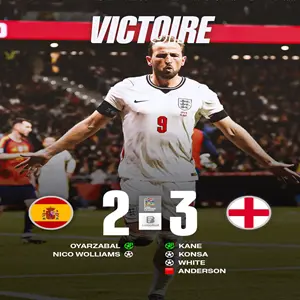 VICTOIRE
9
2 3
OYARZABAL KANE
NICO WOLLIAMS KONSA
WHITE
ANDERSON